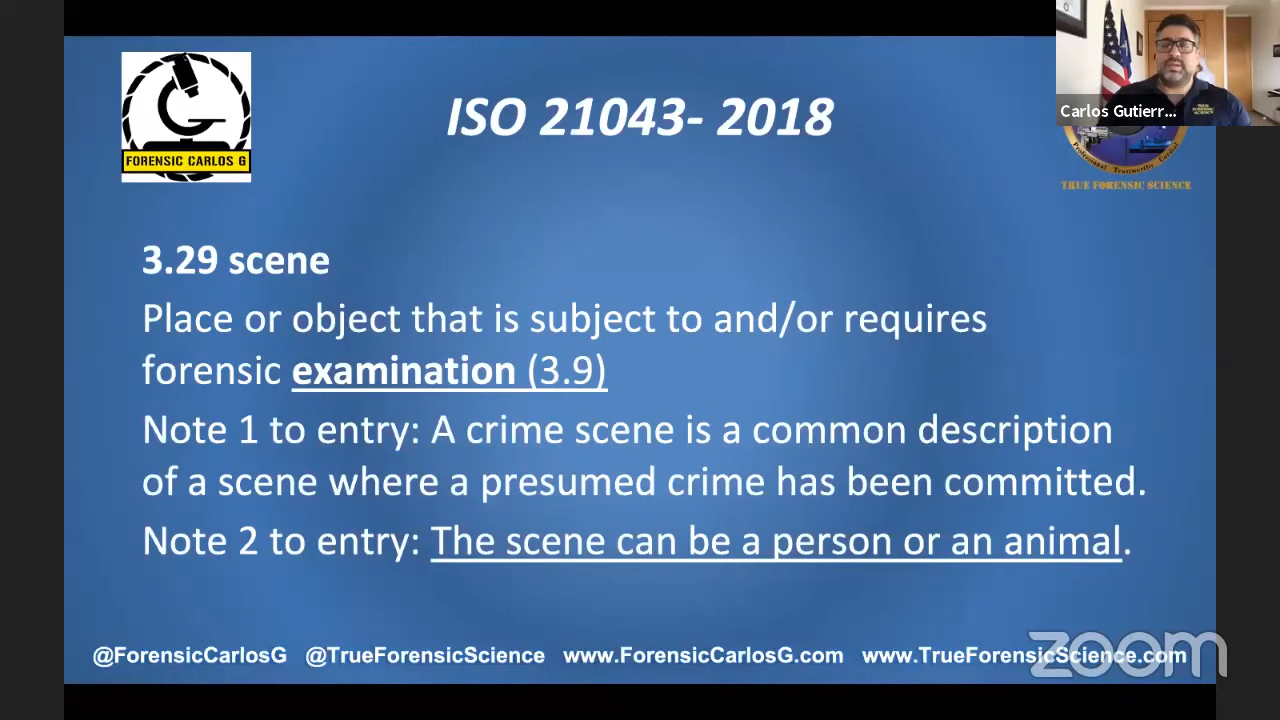 FORENSIC CARLOS G
ISO 21043- 2018
Carlos Gutierr...
Professional Trustworthy Cordial
TRUE FORENSIC SCIENCE
3.29 scene
Place or object that is subject to and/or requires
forensic examination (3.9)
Note 1 to entry: A crime scene is a common description
of a scene where a presumed crime has been committed.
Note 2 to entry: The scene can be a person or an animal.
@ForensicCarlosG @TrueForensicScience www.ForensicCarlosG.com www.TrueForensicScience.com
zoom